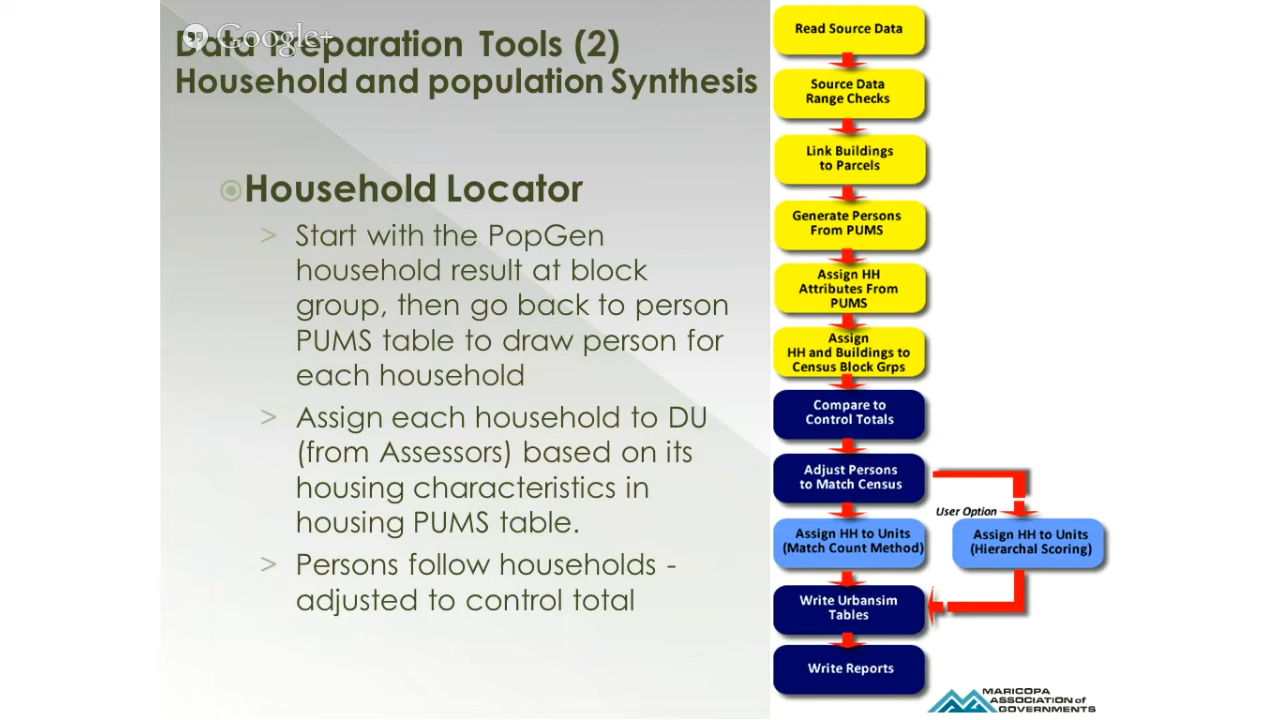 Google+
Data Preparation Tools (2)
Household and population Synthesis
Household Locator
> Start with the PopGen
household result at block
group, then go back to person
PUMS table to draw person for
each household
> Assign each household to DU
(from Assessors) based on its
housing characteristics in
housing PUMS table.
> Persons follow households -
adjusted to control total
Read Source Data
Source Data
Range Checks
Link Buildings
to Parcels
Generate Persons
From PUMS
Assign HH
Attributes From
PUMS
Assign
HH and Buildings to
Census Block Grps
Compare to
Control Totals
Adjust Persons
to Match Census
User Option
Assign HH to Units
(Match Count Method)
Assign HH to Units
(Hierarchal Scoring)
Write Urbansim
Tables
Write Reports
MARICOPA
ASSOCIATION of
GOVERNMENTS